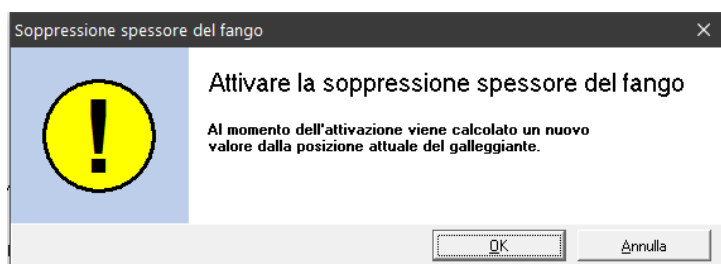 Soppressione spessore del fango
Attivare la soppressione spessore del fango
Al momento dell'attivazione viene calcolato un nuovo
valore dalla posizione attuale del galleggiante.
OK
Annulla